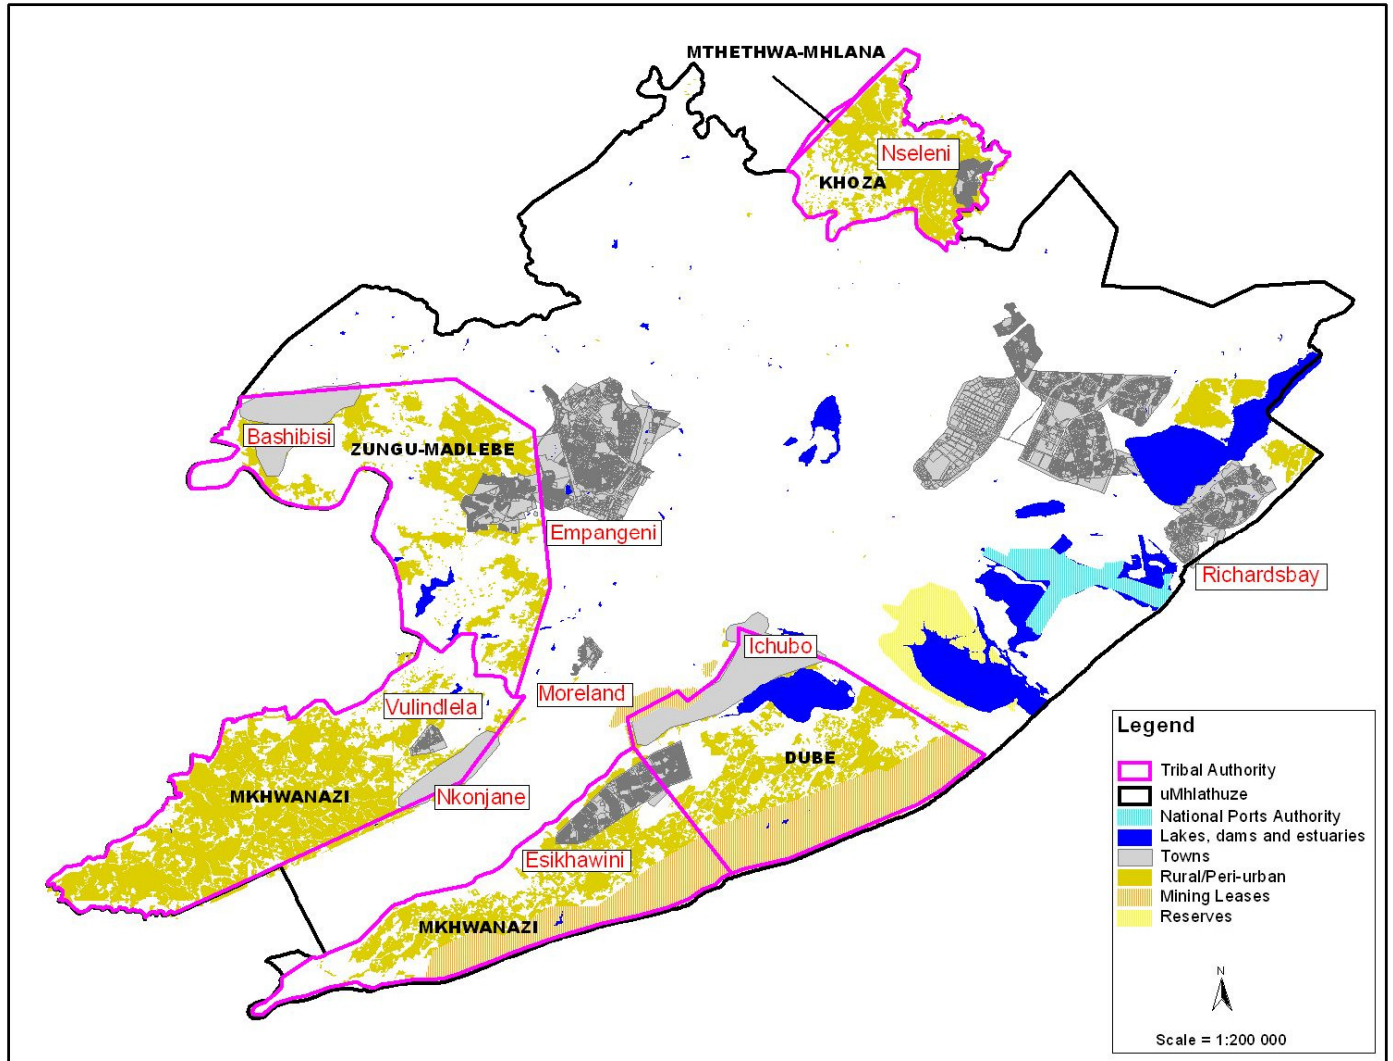 MTHETHWA-MHLANA
Nseleni
KHOZA
Bashibisi
ZUNGU-MADLEBE
Empangeni
Richardsbay
Ichubo
Moreland
Vulindlela
DUBE
Nkonjane
MKHWANAZI
Esikhawini
MKHWANAZI
Legend
Tribal Authority
uMhlathuze
National Ports Authority
Lakes, dams and estuaries
Towns
Rural/Peri-urban
Mining Leases
Reserves
N
Scale = 1:200 000